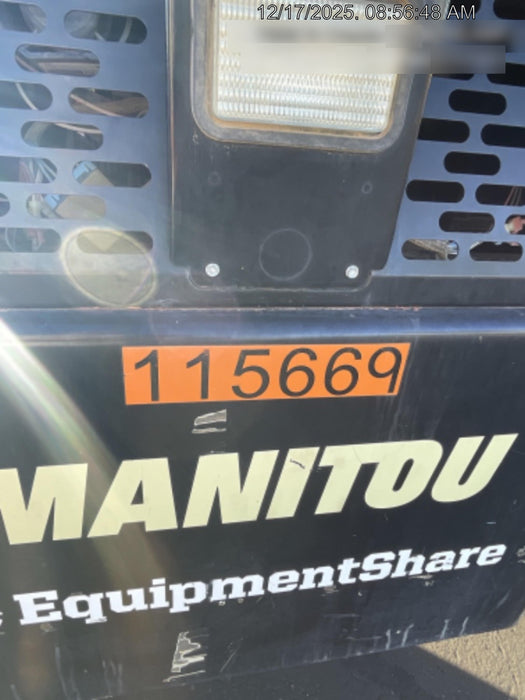 12/17/2025, 08:56:48 AM
115669
MANITOU
EquipmentShare